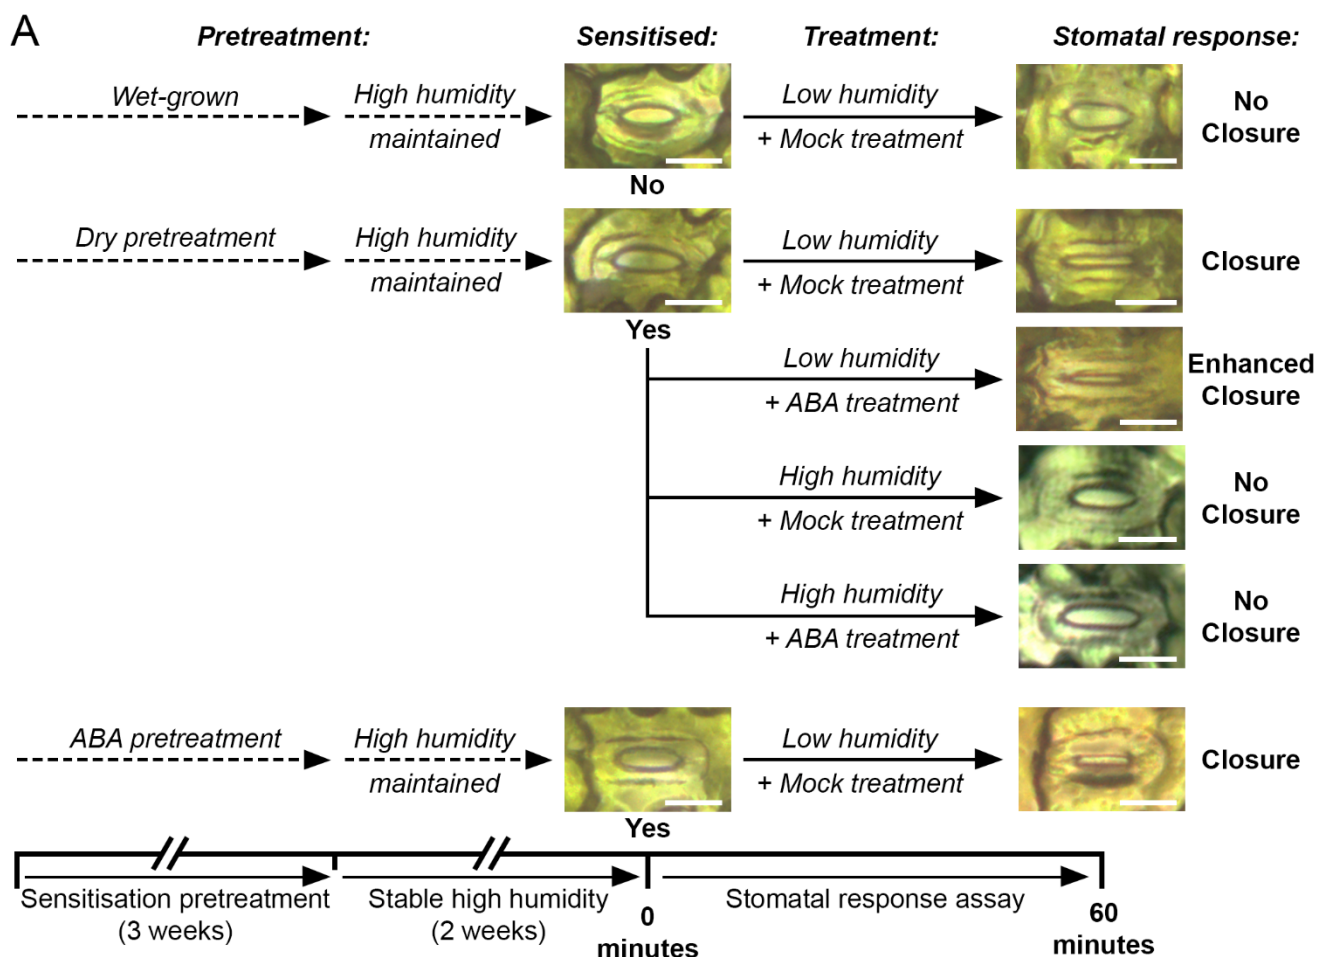 A
Pretreatment: Sensitised: Treatment: Stomatal response:
Wet-grown High humidity maintained No Low humidity + Mock treatment No Closure
Dry pretreatment High humidity maintained Yes Low humidity + Mock treatment Closure
Low humidity + ABA treatment Enhanced Closure
High humidity + Mock treatment No Closure
High humidity + ABA treatment No Closure
ABA pretreatment High humidity maintained Yes Low humidity + Mock treatment Closure
Sensitisation pretreatment (3 weeks) Stable high humidity (2 weeks) 0 minutes Stomatal response assay 60 minutes